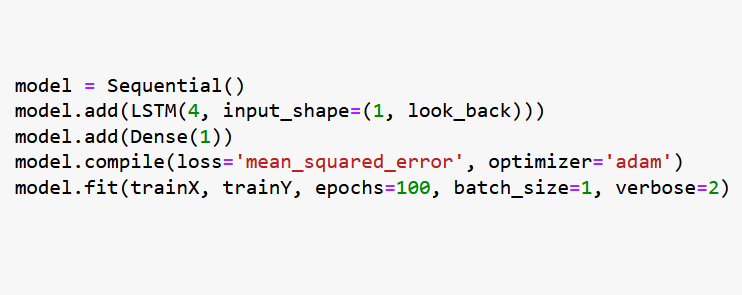 model = Sequential()
model.add(LSTM(4, input_shape=(1, look_back)))
model.add(Dense(1))
model.compile(loss='mean_squared_error', optimizer='adam')
model.fit(trainX, trainY, epochs=100, batch_size=1, verbose=2)